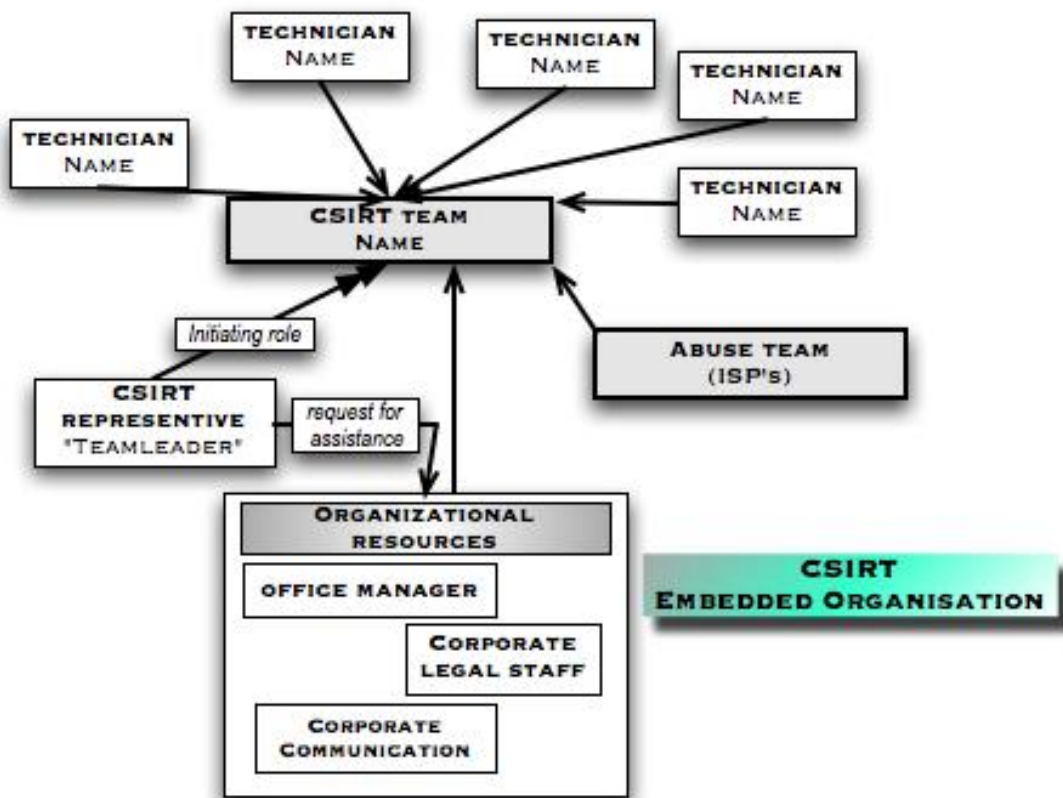 TECHNICIAN
NAME
TECHNICIAN
NAME
TECHNICIAN
NAME
TECHNICIAN
NAME
TECHNICIAN
NAME
CSIRT TEAM
NAME
Initiating role
ABUSE TEAM
(ISP's)
CSIRT
REPRESENTIVE
"TEAMLEADER"
request for
assistance
ORGANIZATIONAL
RESOURCES
OFFICE MANAGER
CORPORATE
LEGAL STAFF
CORPORATE
COMMUNICATION
CSIRT
EMBEDDED ORGANISATION